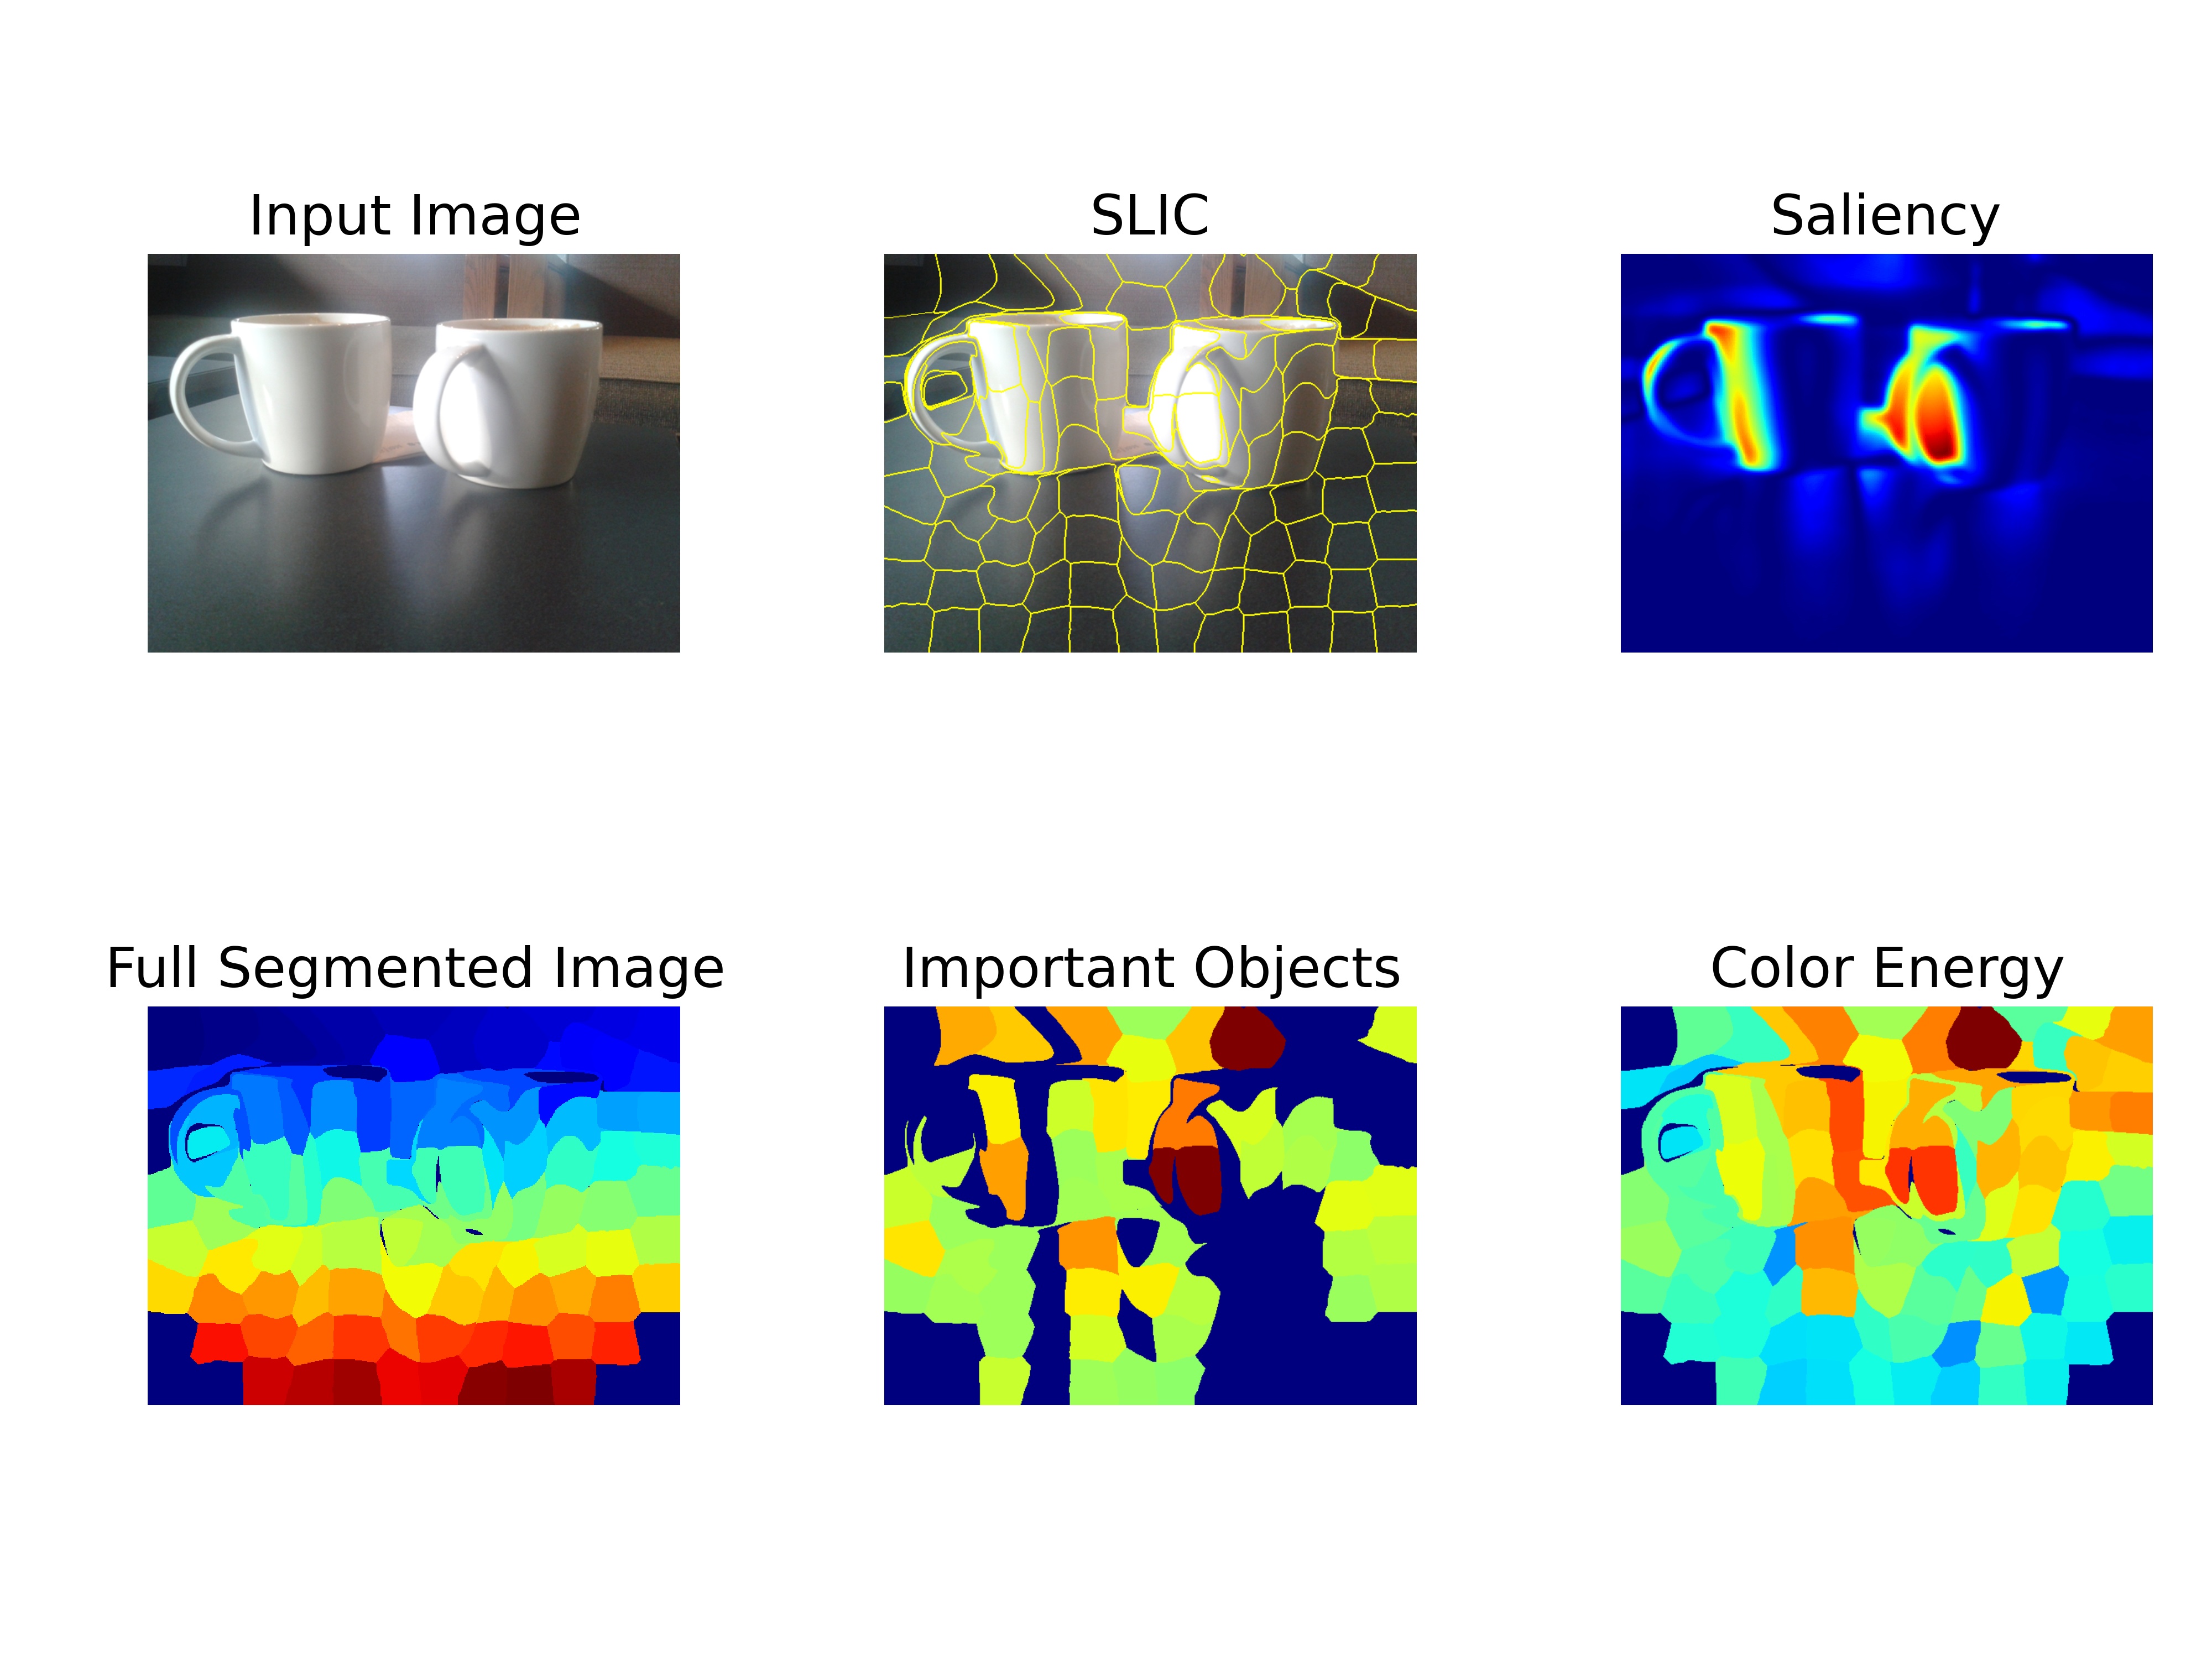 Input Image
SLIC
Saliency
Full Segmented Image
Important Objects
Color Energy